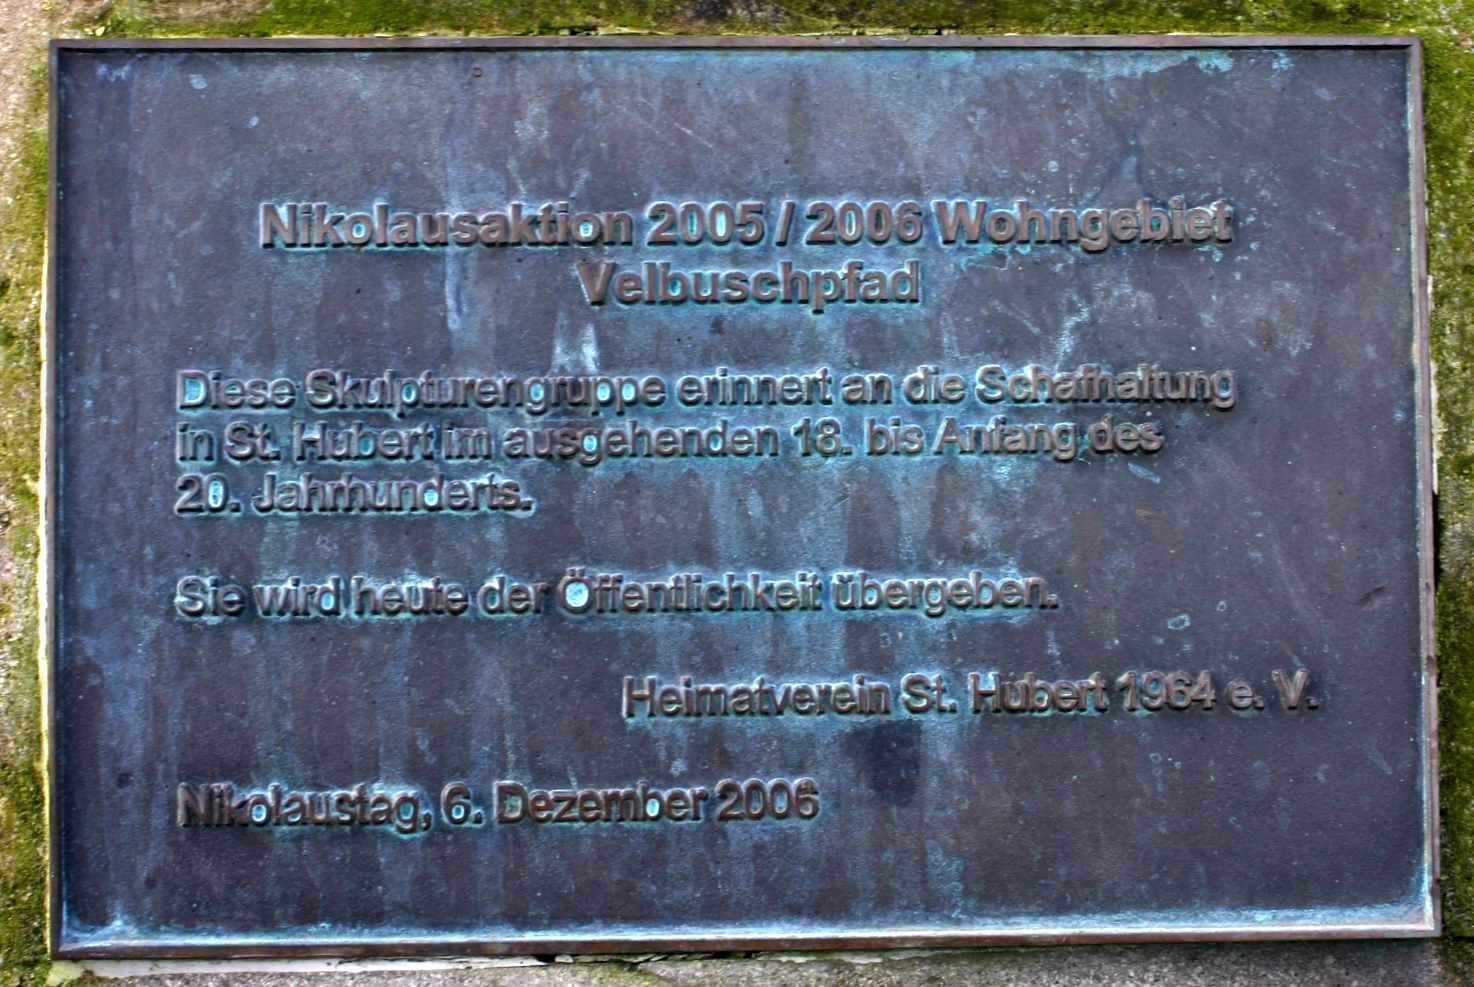 Nikolausaktion 2005/2006 Wohngebiet
Velbuschpfad
Diese Skulpturengruppe erinnert an die Schafhaltung
in St. Hubert im ausgehenden 18. bis Anfang des
20. Jahrhunderts.
Sie wird heute der Öffentlichkeit übergeben.
Heimatverein St. Hubert 1964 e. V.
Nikolaustag, 6. Dezember 2006